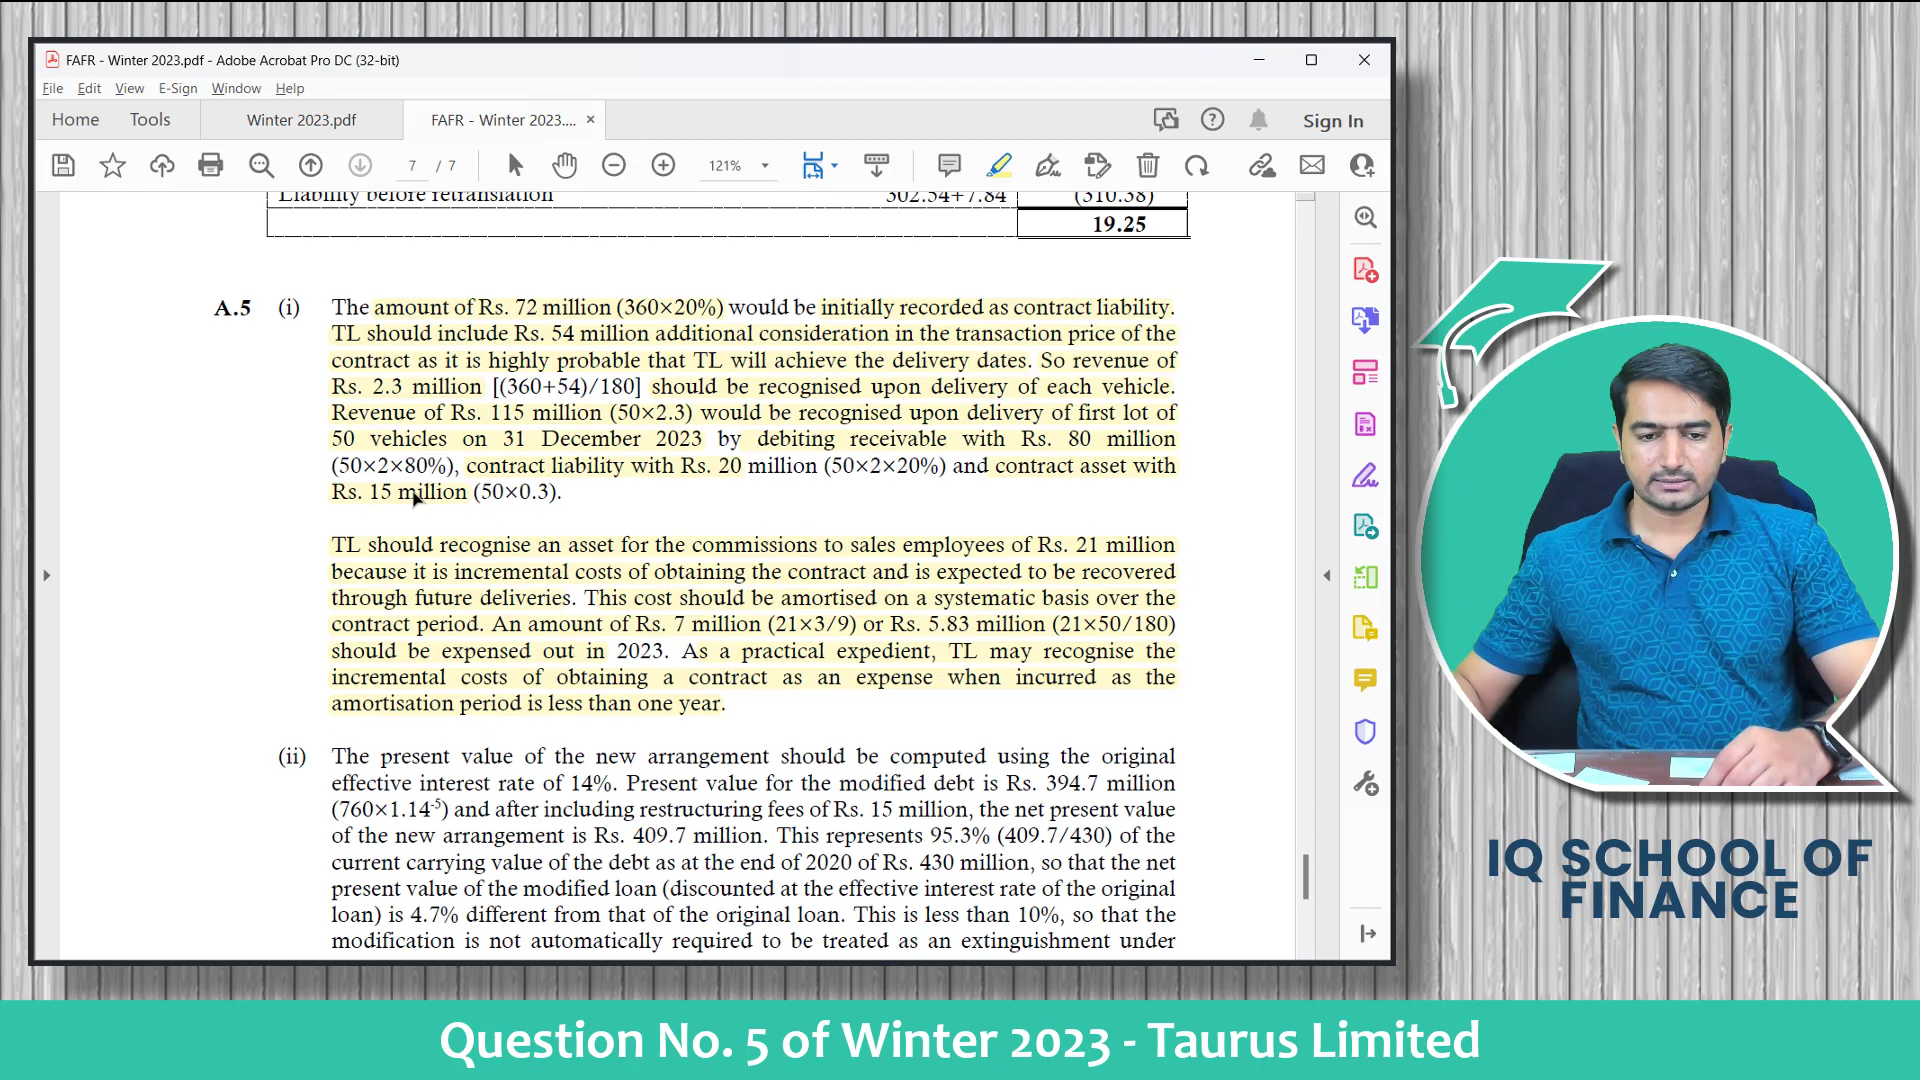 FAFR - Winter 2023.pdf - Adobe Acrobat Pro DC (32-bit)
File Edit View E-Sign Window Help
Home Tools Winter 2023.pdf FAFR - Winter 2023.... × Sign In
7 / 7 121%
Liability before retranslation 302.54+7.84 (310.38)
19.25
A.5 (i) The amount of Rs. 72 million (360×20%) would be initially recorded as contract liability.
TL should include Rs. 54 million additional consideration in the transaction price of the
contract as it is highly probable that TL will achieve the delivery dates. So revenue of
Rs. 2.3 million [(360+54)/180] should be recognised upon delivery of each vehicle.
Revenue of Rs. 115 million (50×2.3) would be recognised upon delivery of first lot of
50 vehicles on 31 December 2023 by debiting receivable with Rs. 80 million
(50×2×80%), contract liability with Rs. 20 million (50×2×20%) and contract asset with
Rs. 15 million (50×0.3).
TL should recognise an asset for the commissions to sales employees of Rs. 21 million
because it is incremental costs of obtaining the contract and is expected to be recovered
through future deliveries. This cost should be amortised on a systematic basis over the
contract period. An amount of Rs. 7 million (21×3/9) or Rs. 5.83 million (21×50/180)
should be expensed out in 2023. As a practical expedient, TL may recognise the
incremental costs of obtaining a contract as an expense when incurred as the
amortisation period is less than one year.
(ii) The present value of the new arrangement should be computed using the original
effective interest rate of 14%. Present value for the modified debt is Rs. 394.7 million
(760×1.14⁻⁵) and after including restructuring fees of Rs. 15 million, the net present value
of the new arrangement is Rs. 409.7 million. This represents 95.3% (409.7/430) of the
current carrying value of the debt as at the end of 2020 of Rs. 430 million, so that the net
present value of the modified loan (discounted at the effective interest rate of the original
loan) is 4.7% different from that of the original loan. This is less than 10%, so that the
modification is not automatically required to be treated as an extinguishment under
IQ SCHOOL OF
FINANCE
Question No. 5 of Winter 2023 - Taurus Limited